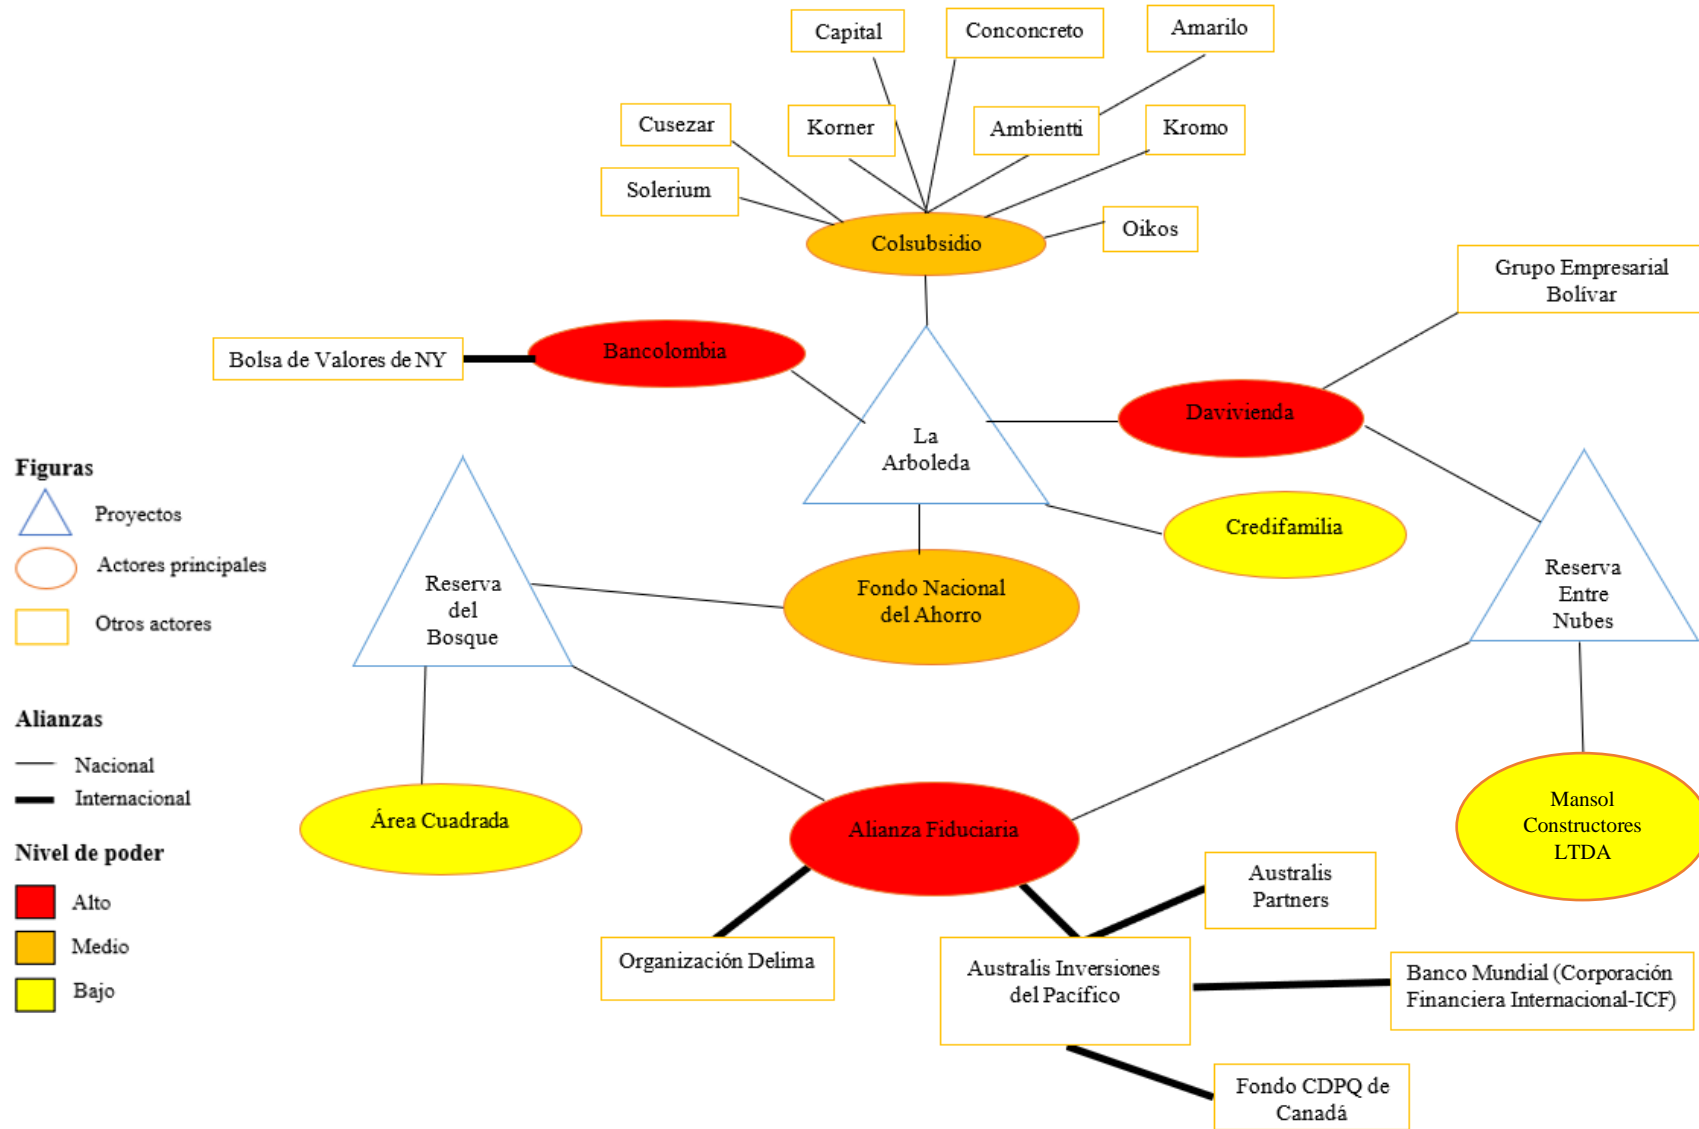 Capital
Conconcreto
Amarilo
Cusezar
Korner
Ambientti
Kromo
Solerium
Oikos
Colsubsidio
Grupo Empresarial
Bolívar
Bolsa de Valores de NY
Bancolombia
Davivienda
La
Arboleda
Credifamilia
Figuras
Proyectos
Actores principales
Otros actores
Reserva
del
Bosque
Fondo Nacional
del Ahorro
Reserva
Entre
Nubes
Alianzas
Nacional
Internacional
Nivel de poder
Alto
Medio
Bajo
Área Cuadrada
Alianza Fiduciaria
Mansol
Constructores
LTDA
Organización Delima
Australis Inversiones
del Pacífico
Australis
Partners
Banco Mundial (Corporación
Financiera Internacional-ICF)
Fondo CDPQ de
Canadá